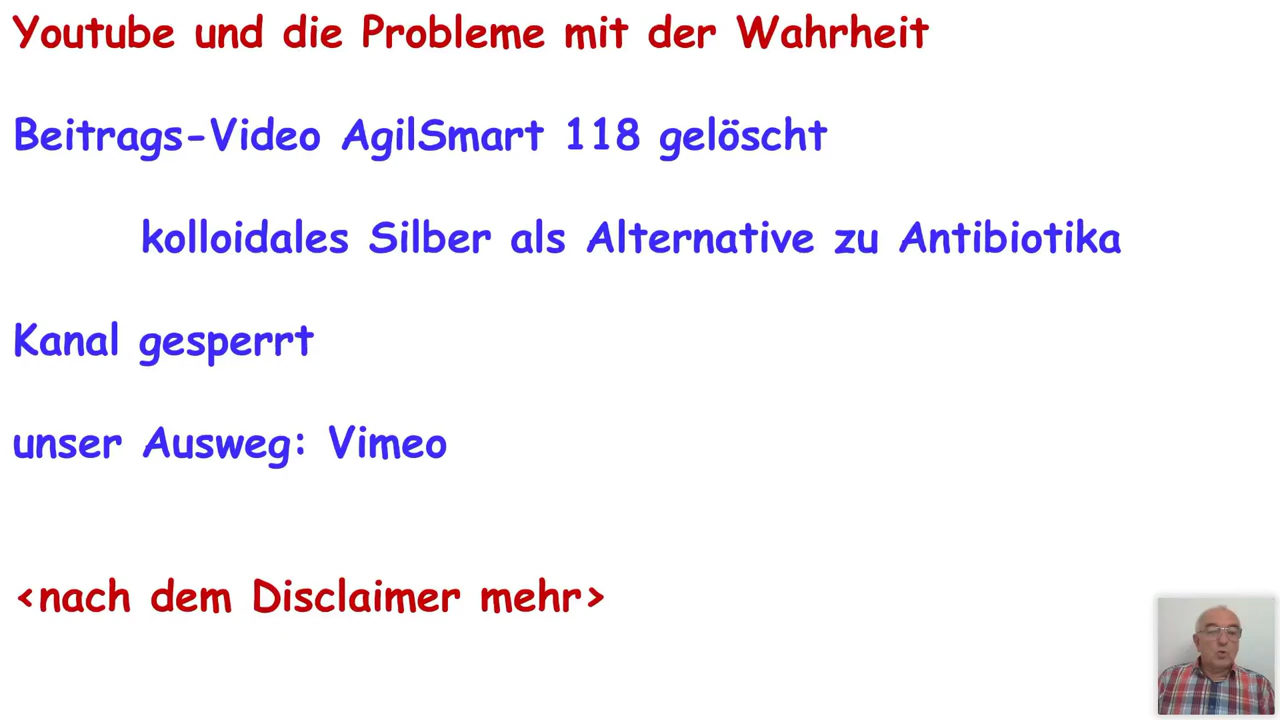 Youtube und die Probleme mit der Wahrheit
Beitrags-Video AgilSmart 118 gelöscht
kolloidales Silber als Alternative zu Antibiotika
Kanal gesperrt
unser Ausweg: Vimeo
<nach dem Disclaimer mehr>